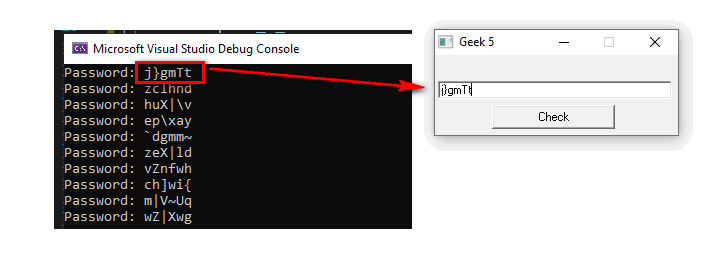 Microsoft Visual Studio Debug Console
Password: j}gmTt
Password: zclhnd
Password: huX|\v
Password: ep\xay
Password: `dgmm~
Password: zeX|ld
Password: vZnfwh
Password: ch]wi{
Password: m|V~Uq
Password: wZ|Xwg
Geek 5
j}gmTt
Check